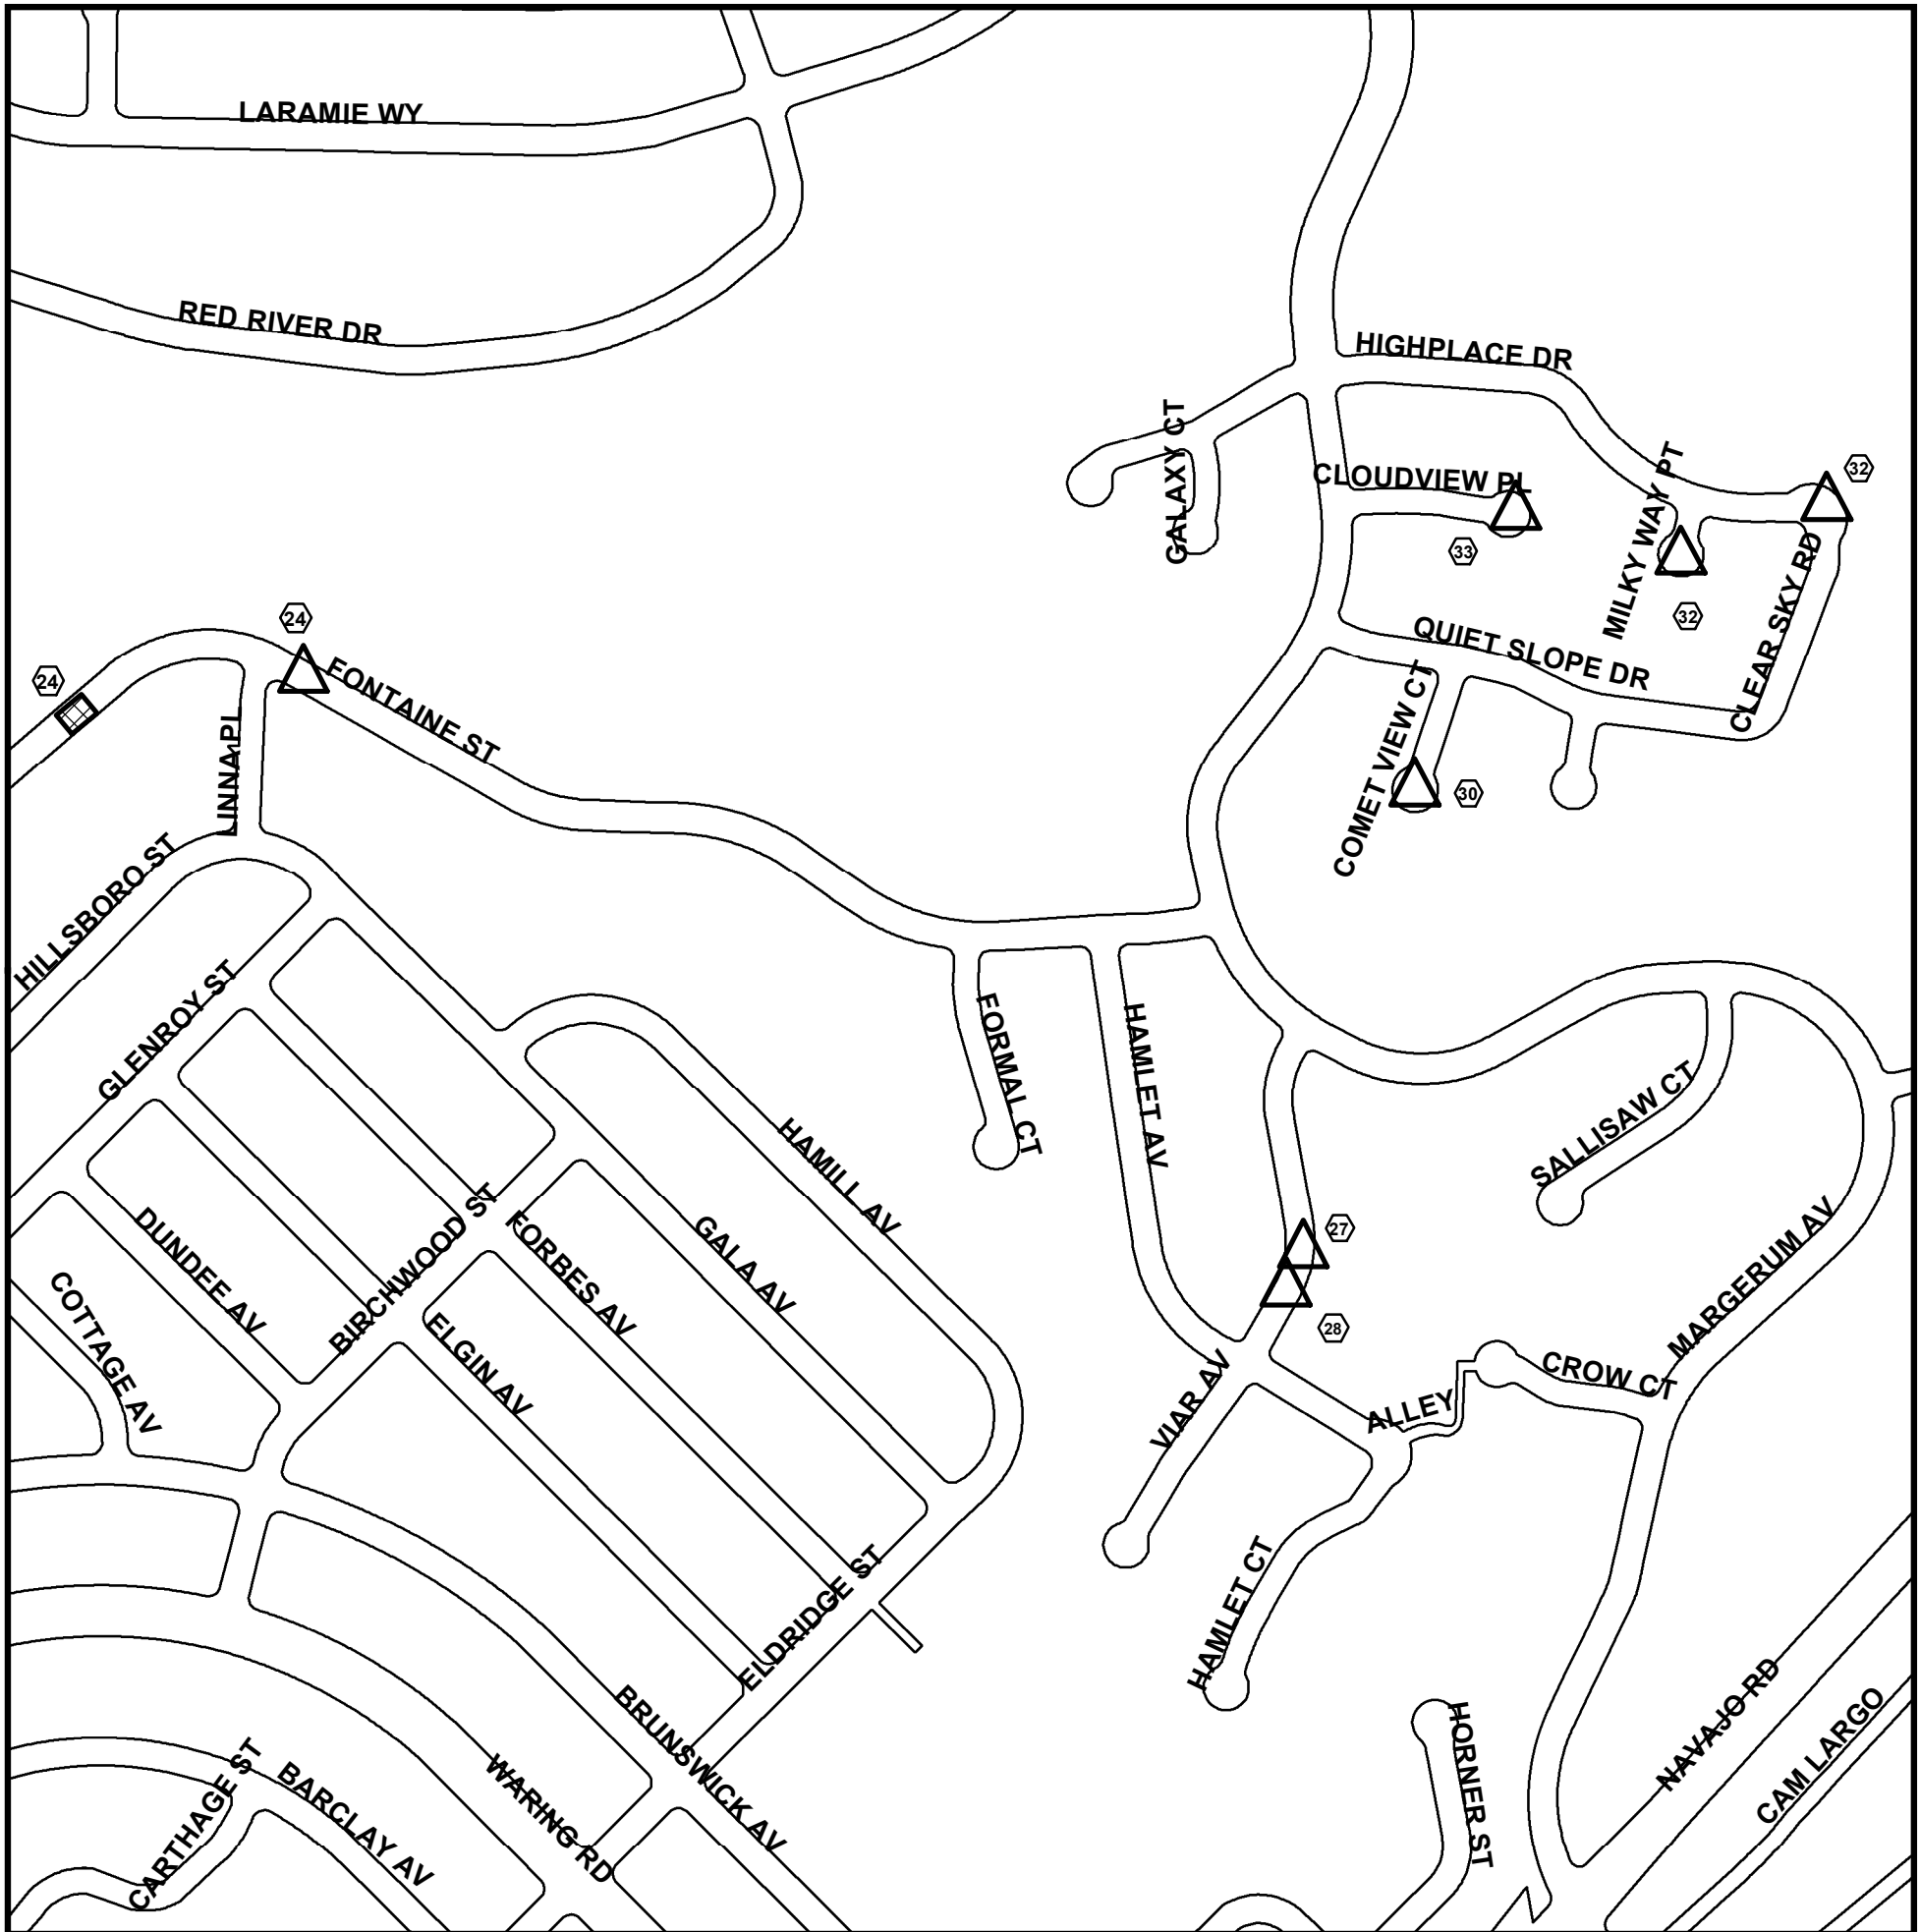 LARAMIE WY
RED RIVER DR
HIGHPLACE DR
GALAXY CT
CLOUDVIEW PL
MILKY WAY PT
32
33
CLEAR SKY RD
32
24
QUIET SLOPE DR
24
FONTAINE ST
LINNA PL
COMET VIEW CT
30
HILLSBORO ST
GLENROY ST
FORMAL CT
HAMLET AV
SALLISAW CT
HAMILL AV
DUNDEE AV
BIRCHWOOD ST
FORBES AV
GALA AV
27
MARGERUM AV
COTTAGE AV
ELGIN AV
28
VIAR AV
ALLEY
CROW CT
ELDRIDGE ST
HAMLET CT
BRUNSWICK AV
NAVAJO RD
CAM LARGO
HORNER ST
CARTHAGE ST
BARCLAY AV
WARING RD